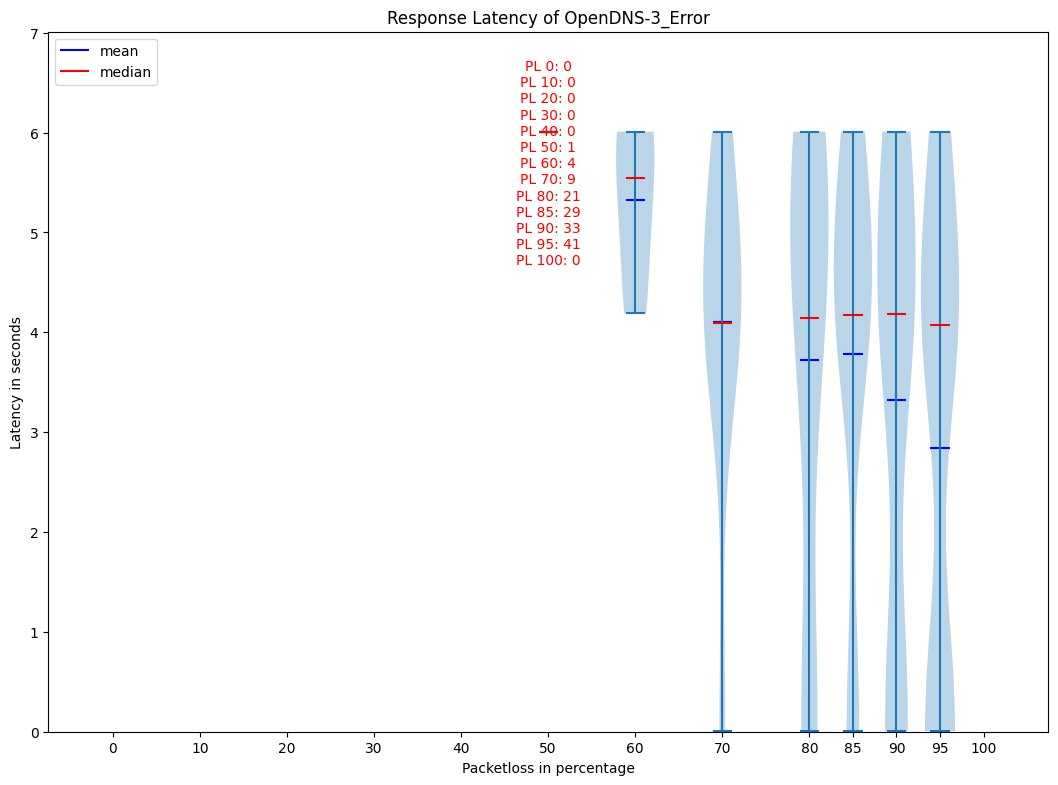 Response Latency of OpenDNS-3_Error
7
mean
median
PL 0: 0
PL 10: 0
PL 20: 0
PL 30: 0
6
PL 40: 0
PL 50: 1
PL 60: 4
PL 70: 9
PL 80: 21
PL 85: 29
5
PL 90: 33
PL 95: 41
PL 100: 0
4
3
2
1
0
Latency in seconds
0 10 20 30 40 50 60 70 80 85 90 95 100
Packetloss in percentage